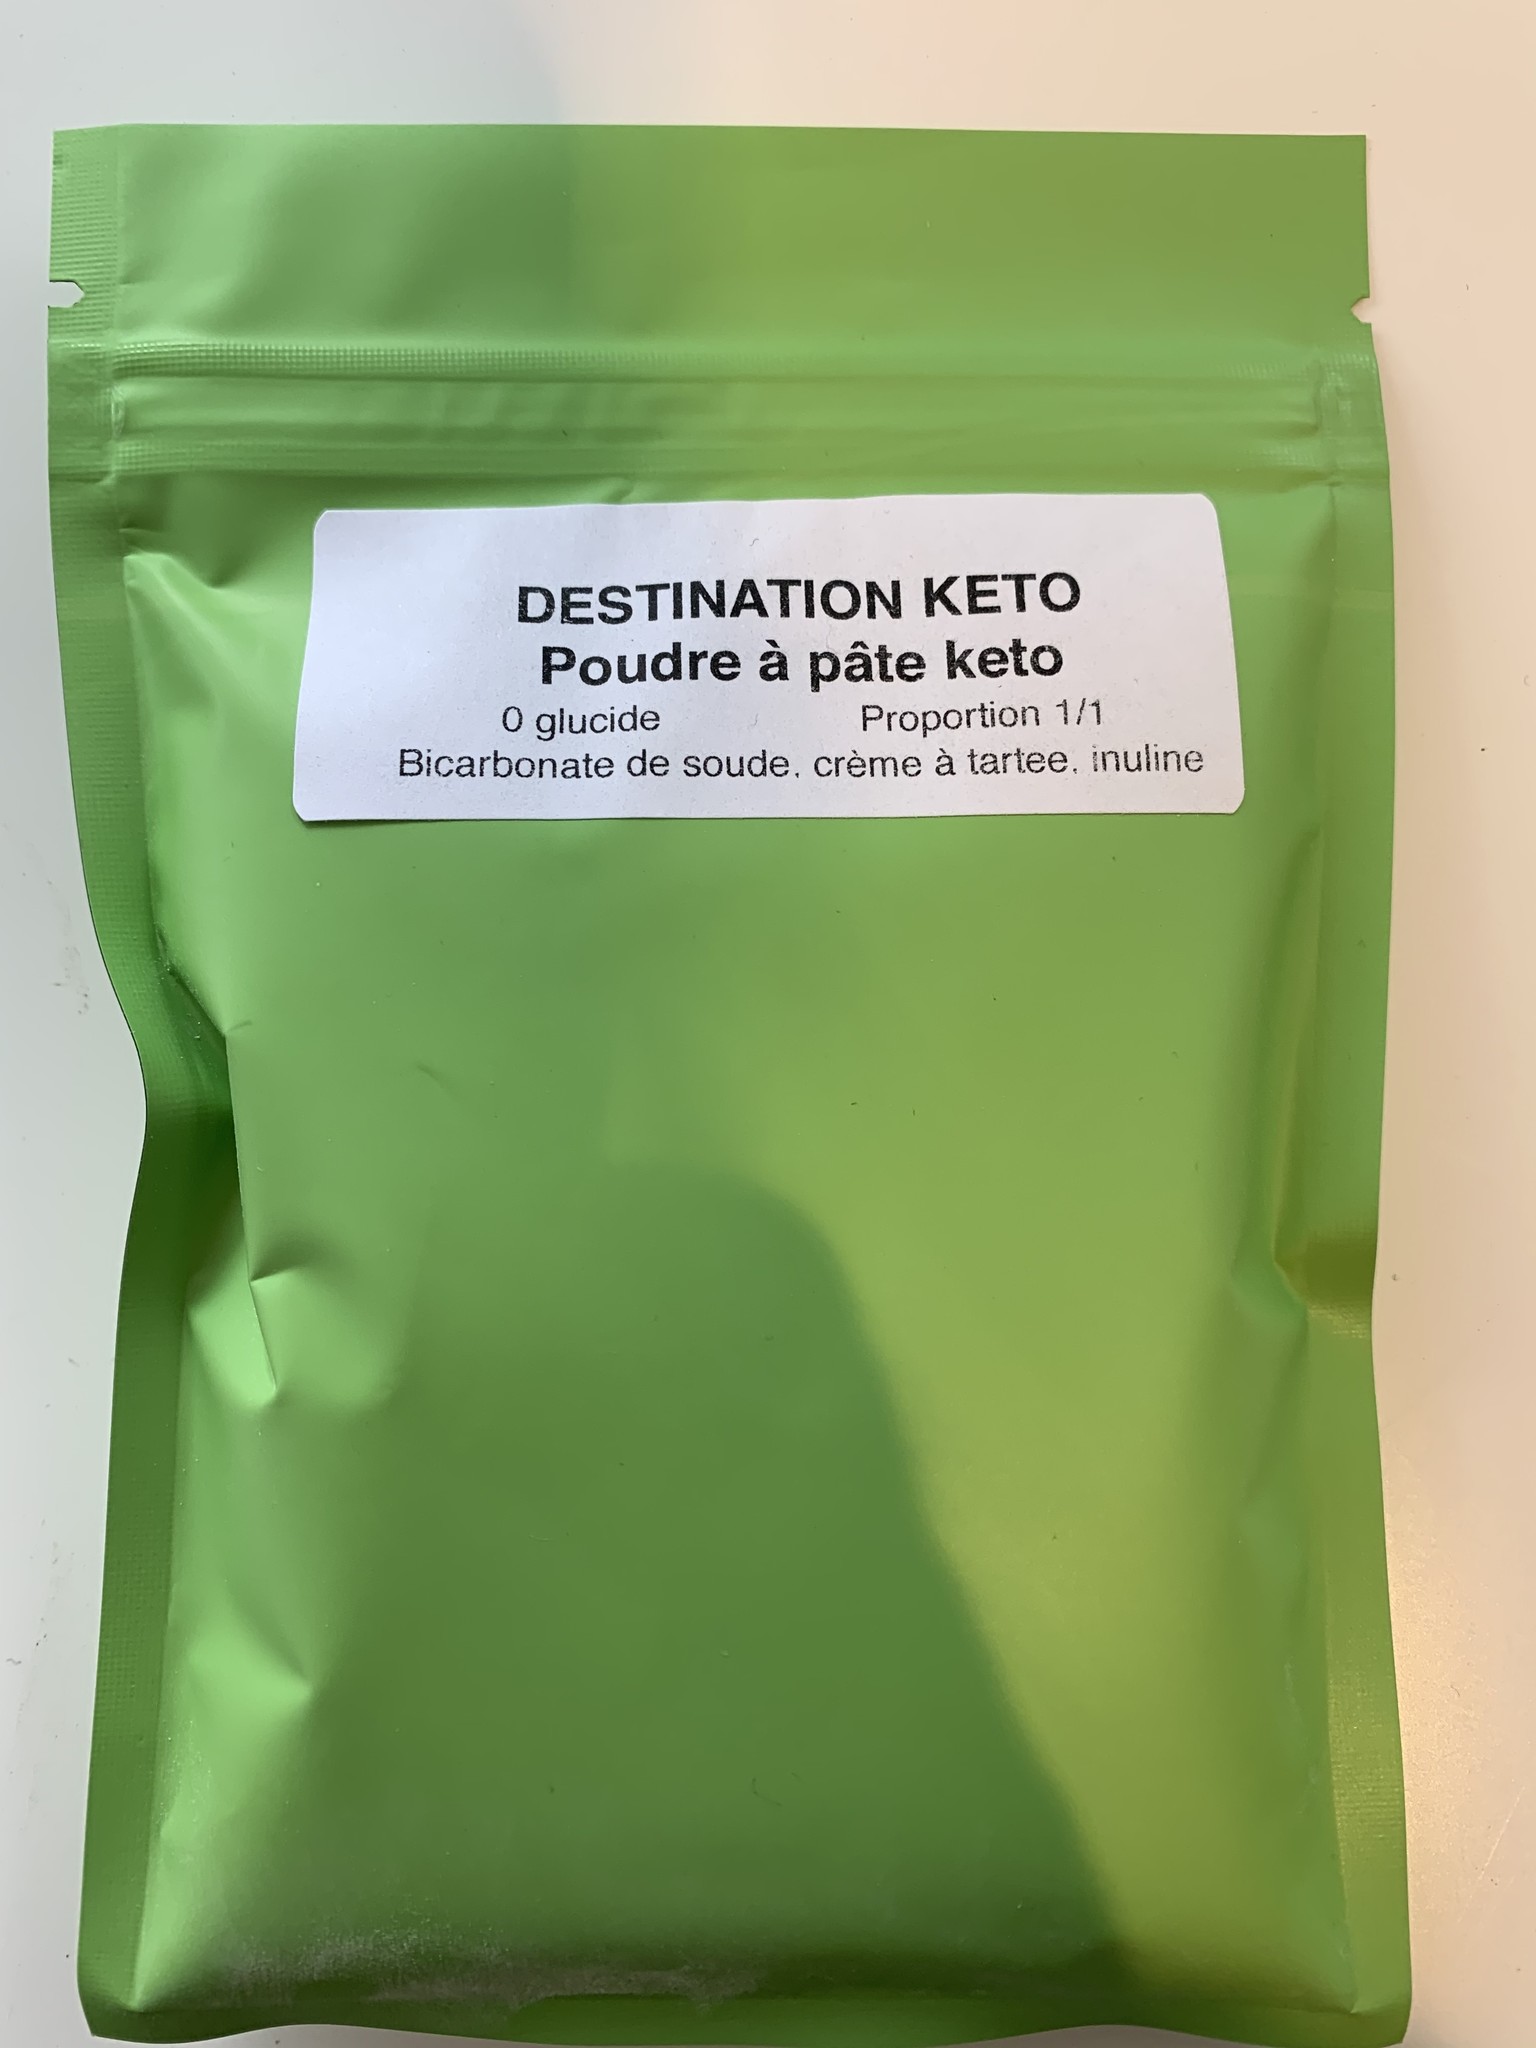 DESTINATION KETO
Poudre à pâte keto
0 glucide Proportion 1/1
Bicarbonate de soude, crème à tartee, inuline